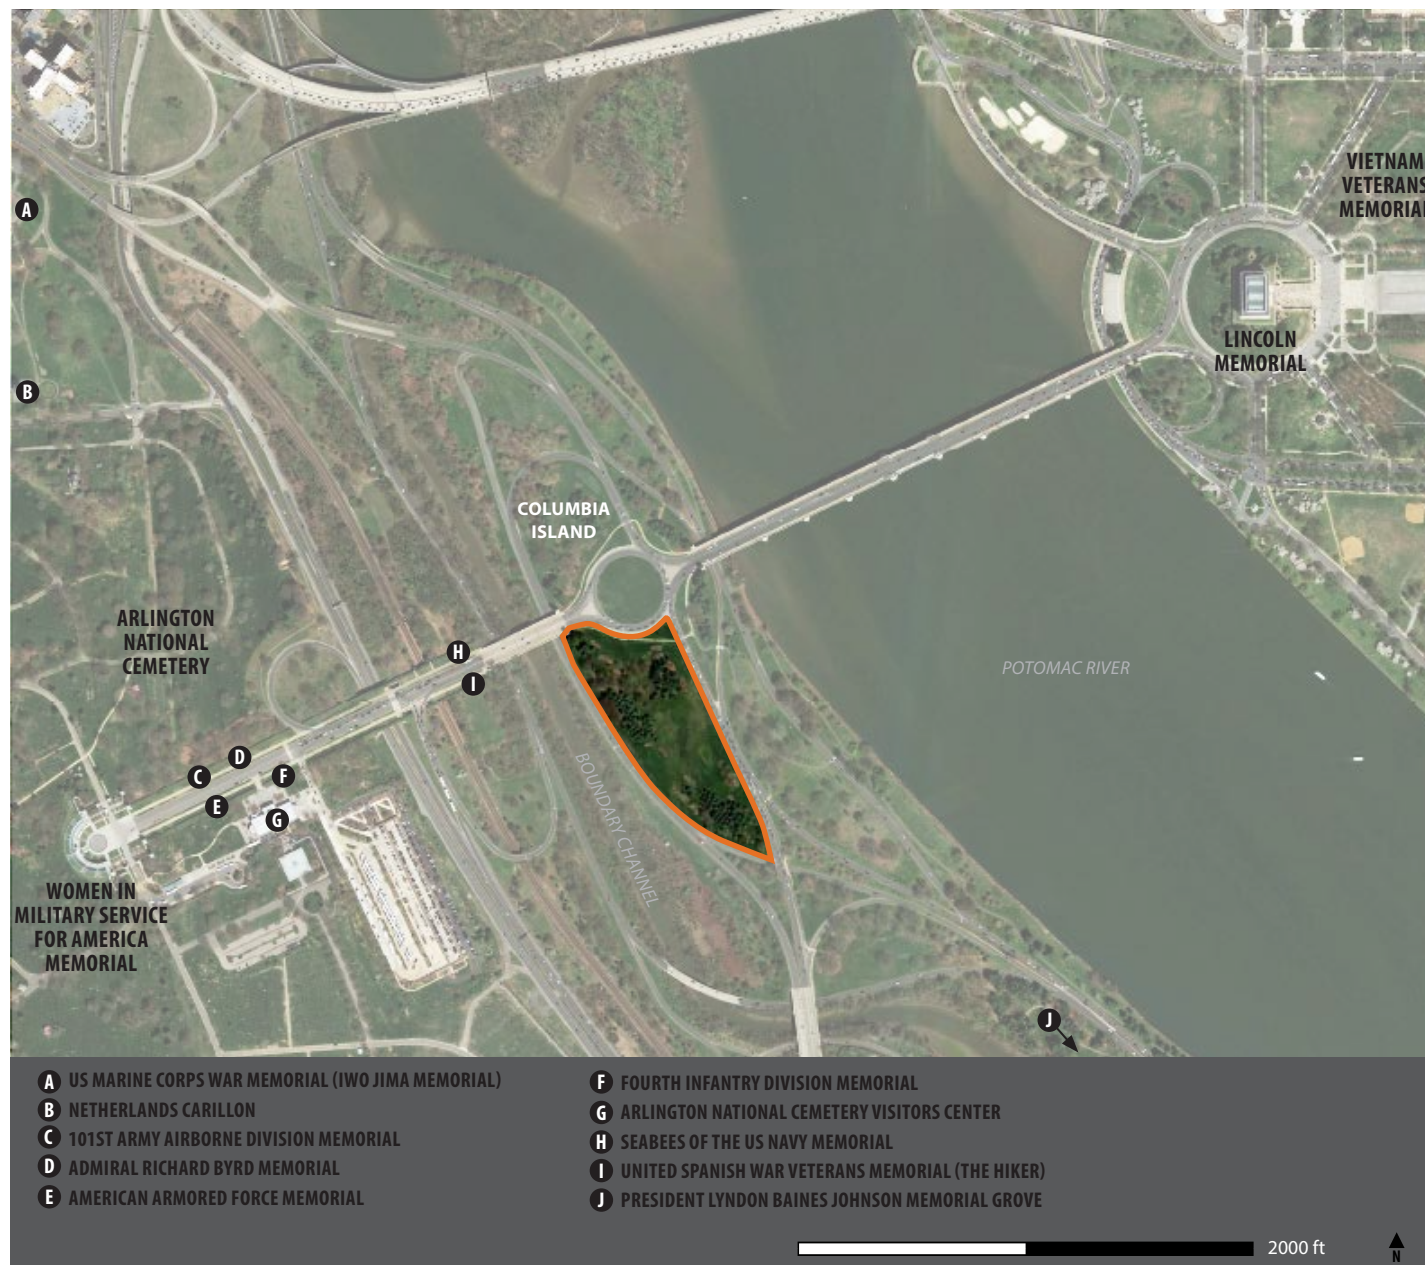 VIETNAM
VETERANS
MEMORIAL
A
LINCOLN
MEMORIAL
B
COLUMBIA
ISLAND
ARLINGTON
NATIONAL
CEMETERY
H
I
POTOMAC RIVER
D
C
F
E
G
BOUNDARY CHANNEL
WOMEN IN
MILITARY SERVICE
FOR AMERICA
MEMORIAL
J
A US MARINE CORPS WAR MEMORIAL (IWO JIMA MEMORIAL)
B NETHERLANDS CARILLON
C 101ST ARMY AIRBORNE DIVISION MEMORIAL
D ADMIRAL RICHARD BYRD MEMORIAL
E AMERICAN ARMORED FORCE MEMORIAL
F FOURTH INFANTRY DIVISION MEMORIAL
G ARLINGTON NATIONAL CEMETERY VISITORS CENTER
H SEABEES OF THE US NAVY MEMORIAL
I UNITED SPANISH WAR VETERANS MEMORIAL (THE HIKER)
J PRESIDENT LYNDON BAINES JOHNSON MEMORIAL GROVE
2000 ft
N